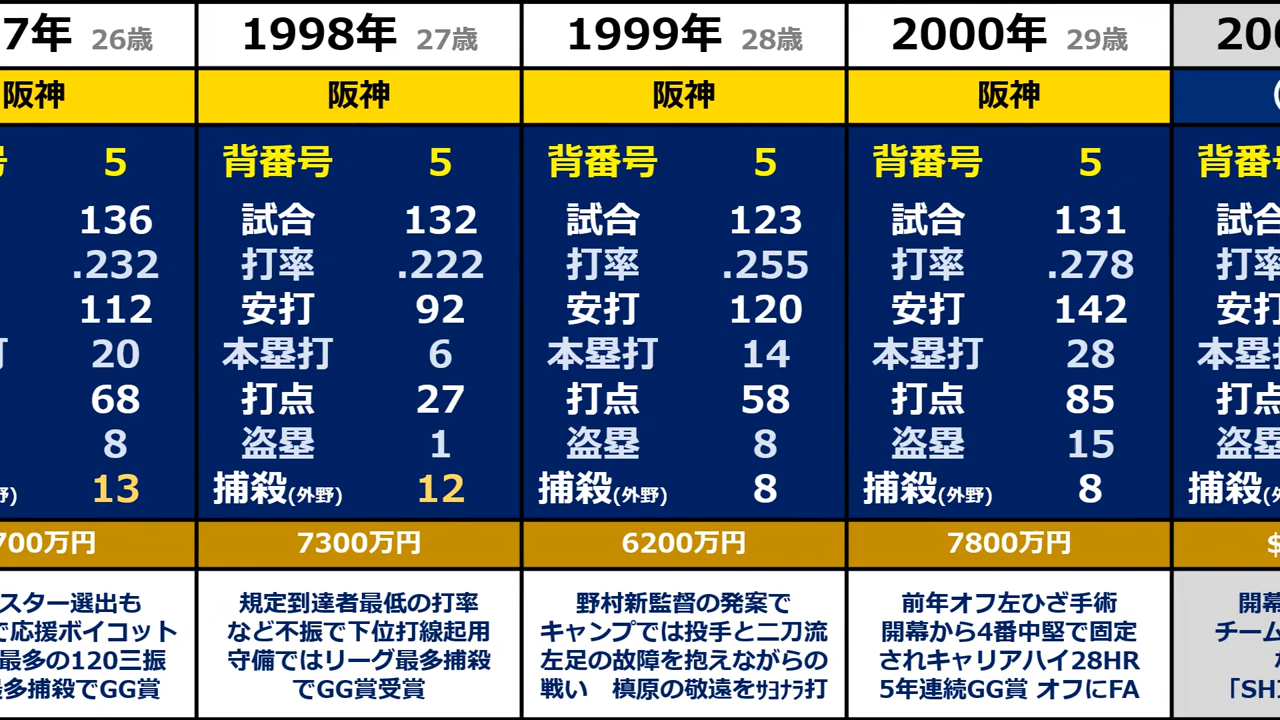 7年 26歳
阪神
号 5
136
.232
112
打 20
68
8
野) 13
700万円
スター選出も
で応援ボイコット
最多の120三振
最多捕殺でGG賞
1998年 27歳
阪神
背番号 5
試合 132
打率 .222
安打 92
本塁打 6
打点 27
盗塁 1
捕殺(外野) 12
7300万円
規定到達者最低の打率
など不振で下位打線起用
守備ではリーグ最多捕殺
でGG賞受賞
1999年 28歳
阪神
背番号 5
試合 123
打率 .255
安打 120
本塁打 14
打点 58
盗塁 8
捕殺(外野) 8
6200万円
野村新監督の発案で
キャンプでは投手と二刀流
左足の故障を抱えながらの
戦い 槙原の敬遠をｻﾖﾅﾗ打
2000年 29歳
阪神
背番号 5
試合 131
打率 .278
安打 142
本塁打 28
打点 85
盗塁 15
捕殺(外野) 8
7800万円
前年オフ左ひざ手術
開幕から4番中堅で固定
されキャリアハイ28HR
5年連続GG賞 オフにFA
200
(
背番号
試合
打率
安打
本塁打
打点
盗塁
捕殺(外
$
開幕
チーム
「SH